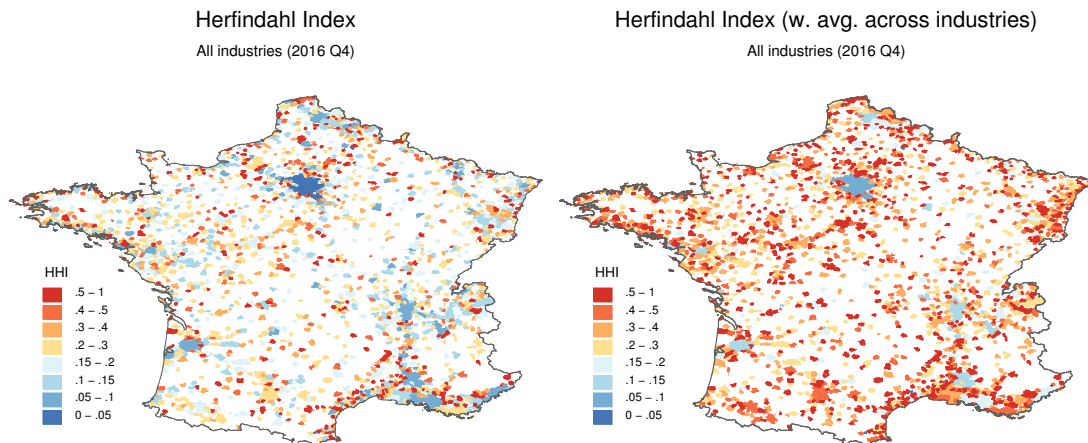 Herfindahl Index
All industries (2016 Q4)
HHI
.5 − 1
.4 − .5
.3 − .4
.2 − .3
.15 − .2
.1 − .15
.05 − .1
0 − .05
Herfindahl Index (w. avg. across industries)
All industries (2016 Q4)
HHI
.5 − 1
.4 − .5
.3 − .4
.2 − .3
.15 − .2
.1 − .15
.05 − .1
0 − .05